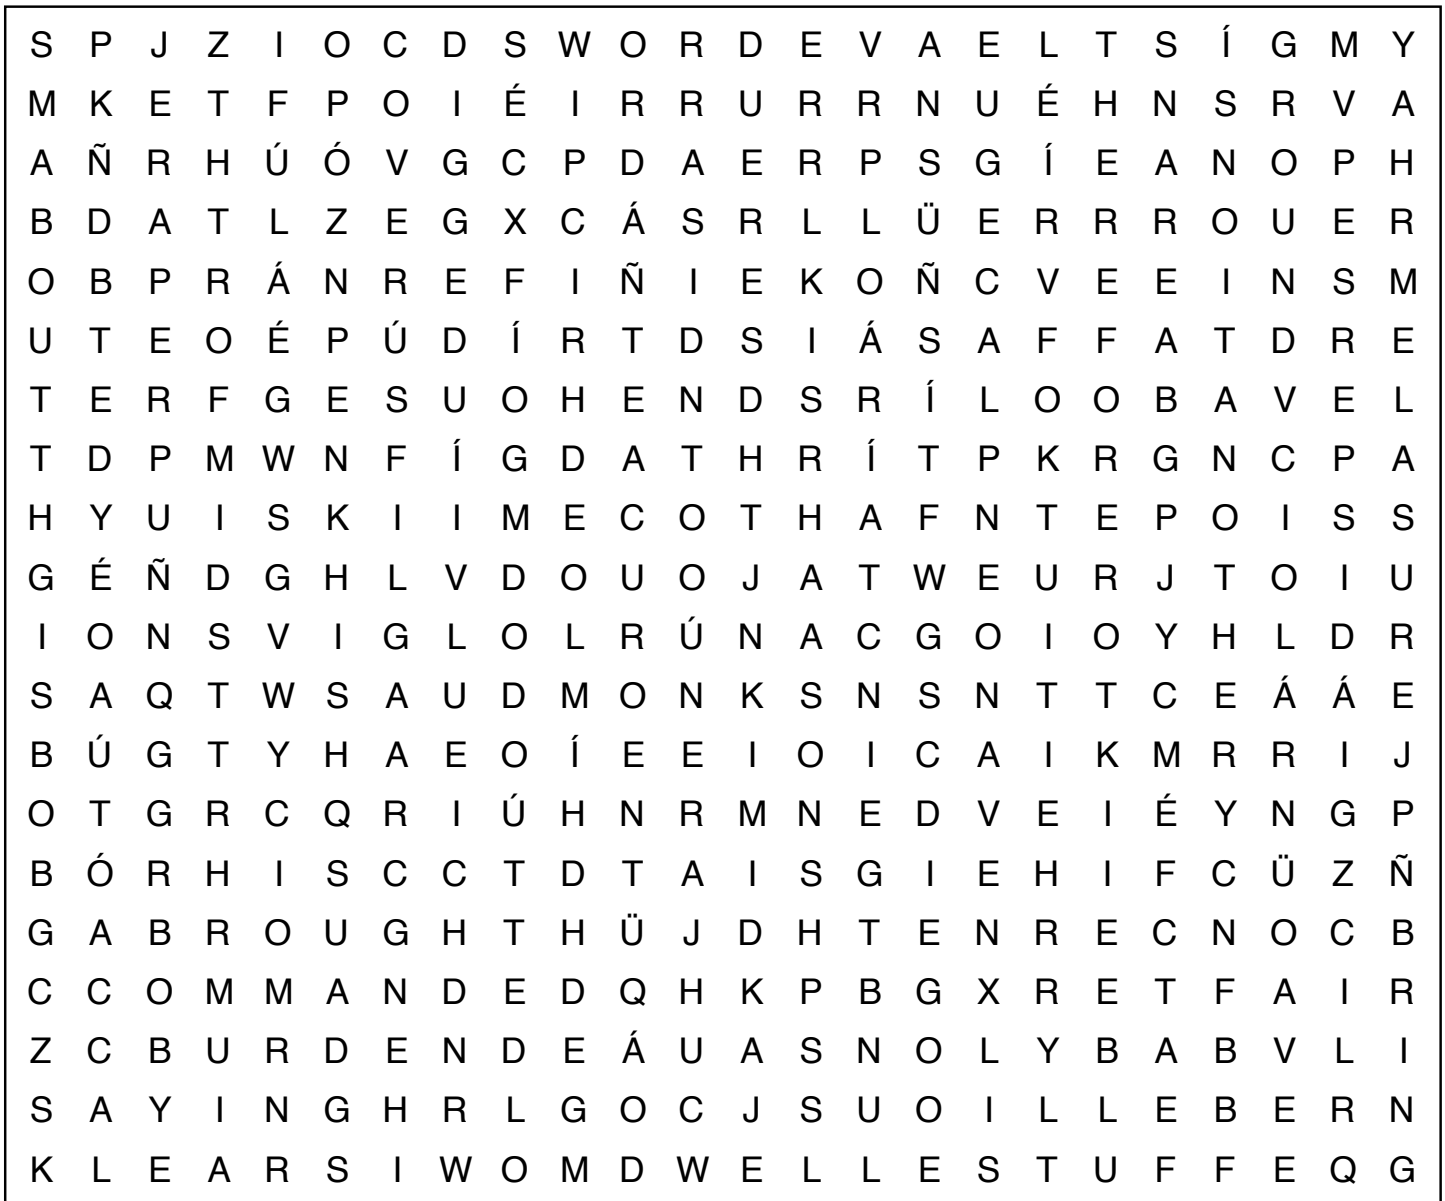 S P J Z I O C D S W O R D E V A E L T S Í G M Y
M K E T F P O I É I R R U R R N U É H N S R V A
A Ñ R H Ú Ó V G C P D A E R P S G Í E A N O P H
B D A T L Z E G X C Á S R L L Ü E R R R O U E R
O B P R Á N R E F I Ñ I E K O Ñ C V E E I N S M
U T E O É P Ú D Í R T D S I Á S A F F A T D R E
T E R F G E S U O H E N D S R Í L O O B A V E L
T D P M W N F Í G D A T H R Í T P K R G N C P A
H Y U I S K I I M E C O T H A F N T E P O I S S
G É Ñ D G H L V D O U O J A T W E U R J T O I U
I O N S V I G L O L R Ú N A C G O I O Y H L D R
S A Q T W S A U D M O N K S N S N T T C E Á Á E
B Ú G T Y H A E O Í E E I O I C A I K M R R I J
O T G R C Q R I Ú H N R M N E D V E I É Y N G P
B Ó R H I S C C T D T A I S G I E H I F C Ü Z Ñ
G A B R O U G H T H Ü J D H T E N R E C N O C B
C C O M M A N D E D Q H K P B G X R E T F A I R
Z C B U R D E N D E Á U A S N O L Y B A B V L I
S A Y I N G H R L G O C J S U O I L L E B E R N
K L E A R S I W O M D W E L L E S T U F F E Q G